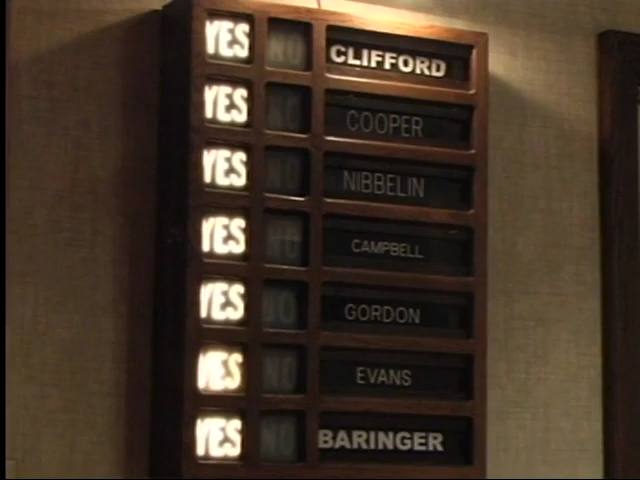 YES NO CLIFFORD
YES NO COOPER
YES NO NIBBELIN
YES NO CAMPBELL
YES NO GORDON
YES NO EVANS
YES NO BARINGER